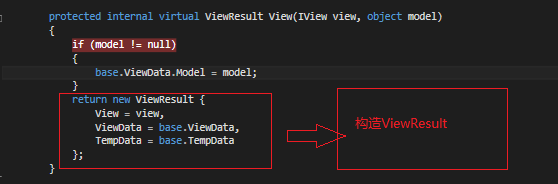 protected internal virtual ViewResult View(IView view, object model)
{
if (model != null)
{
base.ViewData.Model = model;
}
return new ViewResult {
View = view,
ViewData = base.ViewData,
TempData = base.TempData
};
}
构造ViewResult